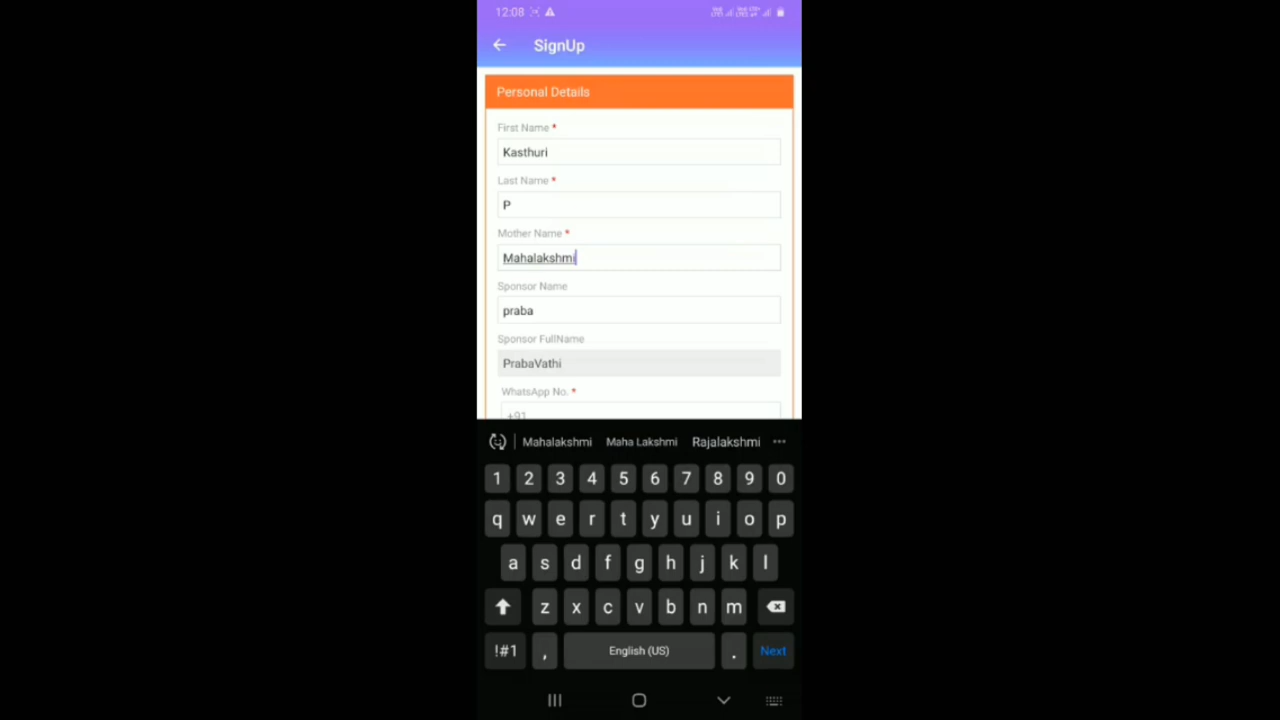 12:08
SignUp
Personal Details
First Name *
Kasthuri
Last Name *
P
Mother Name *
Mahalakshmi
Sponsor Name
praba
Sponsor FullName
PrabaVathi
WhatsApp No. *
+91
Mahalakshmi Maha Lakshmi Rajalakshmi
1 2 3 4 5 6 7 8 9 0
q w e r t y u i o p
a s d f g h j k l
z x c v b n m
!#1 , English (US) . Next